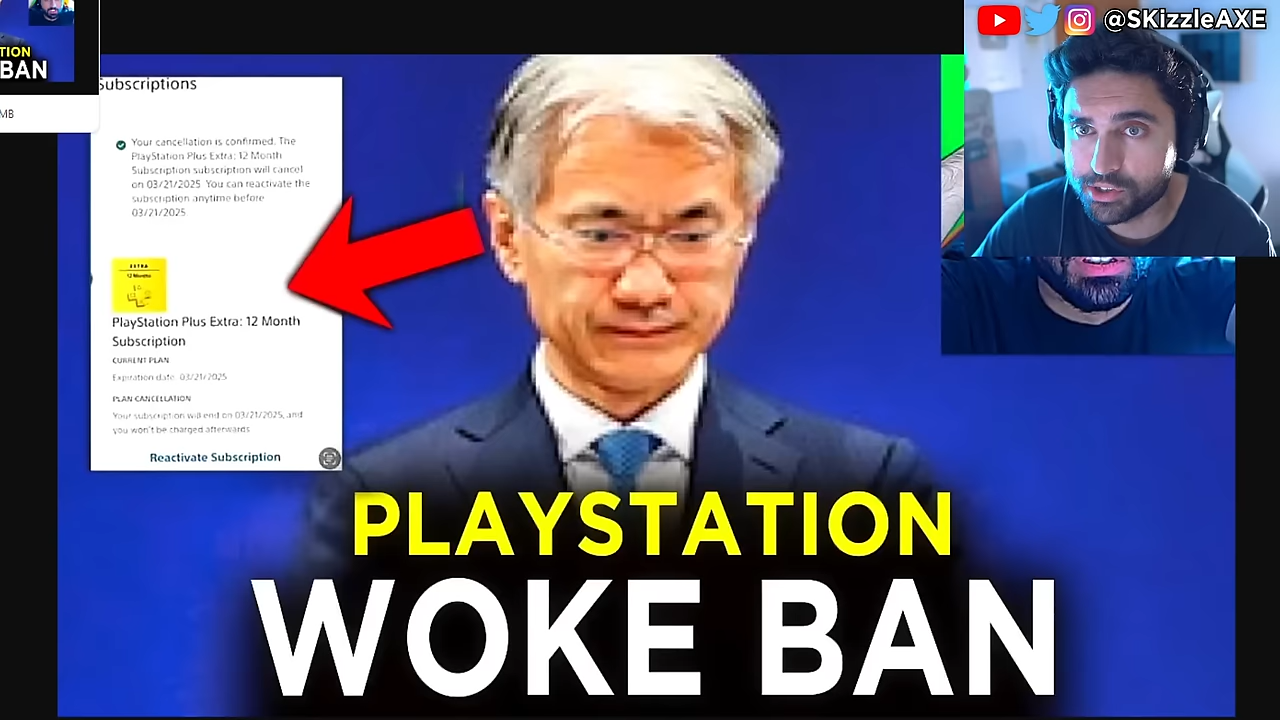 @SKizzleAXE
TION
BAN
MB
Subscriptions
Your cancellation is confirmed. The
PlayStation Plus Extra: 12 Month
Subscription subscription will cancel
on 03/21/2025. You can reactivate the
subscription anytime before
03/21/2025
EXTRA
12 Months
PlayStation Plus Extra: 12 Month
Subscription
CURRENT PLAN
Expiration date: 03/21/2025
PLAN CANCELLATION
Your subscription will end on 03/21/2025, and
you won't be charged afterwards
Reactivate Subscription
PLAYSTATION
WOKE BAN